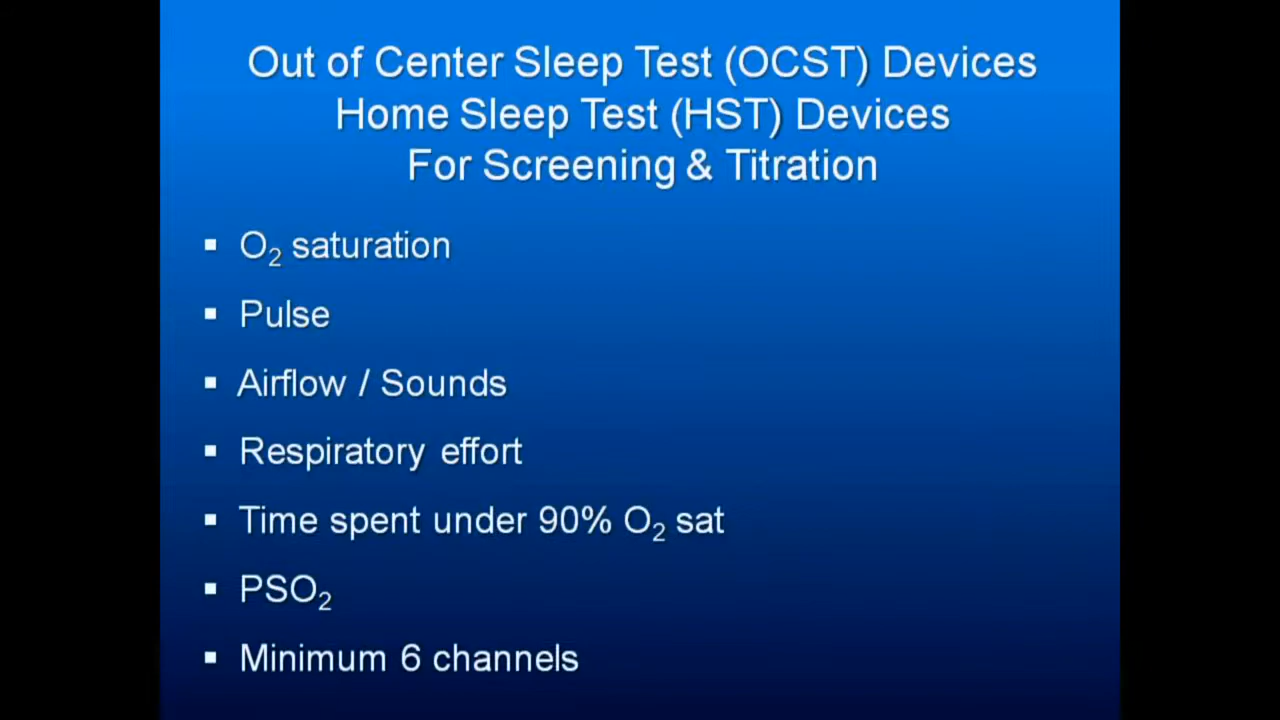 Out of Center Sleep Test (OCST) Devices
Home Sleep Test (HST) Devices
For Screening & Titration
▪ O₂ saturation
▪ Pulse
▪ Airflow / Sounds
▪ Respiratory effort
▪ Time spent under 90% O₂ sat
▪ PSO₂
▪ Minimum 6 channels